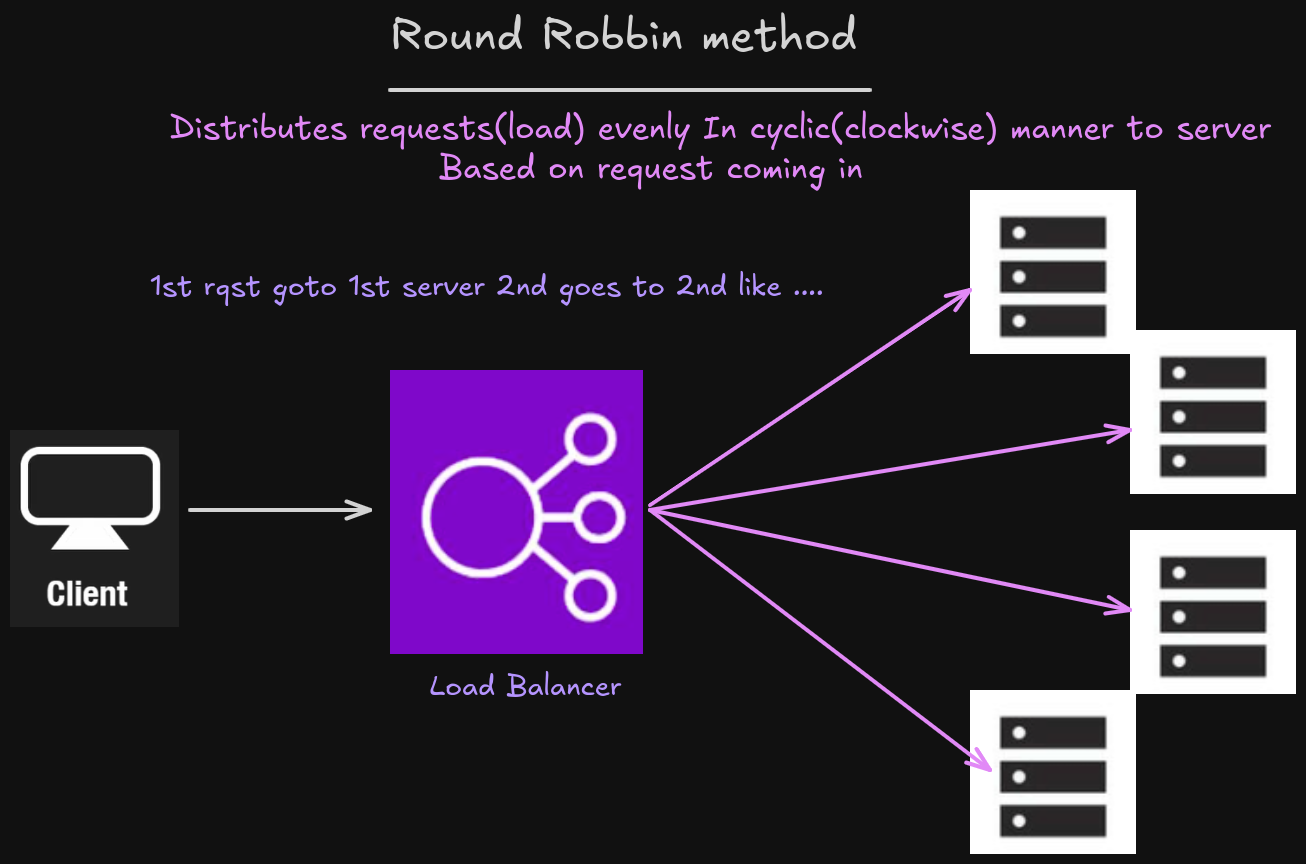 Round Robbin method
Distributes requests(load) evenly In cyclic(clockwise) manner to server
Based on request coming in
1st rqst goto 1st server 2nd goes to 2nd like ....
Client
Load Balancer